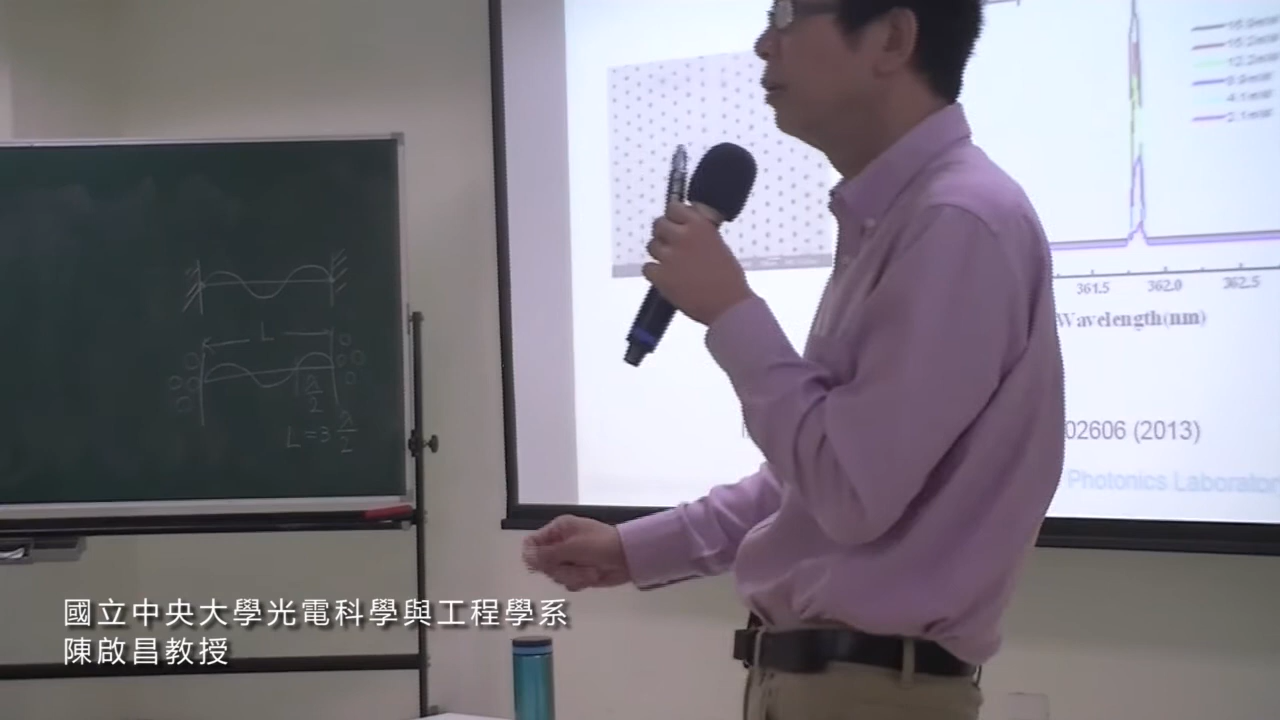 L
λ
2
L=3
λ
2
361.5 362.0 362.5
Wavelength(nm)
02606 (2013)
Photonics Laborator
國立中央大學光電科學與工程學系
陳啟昌教授